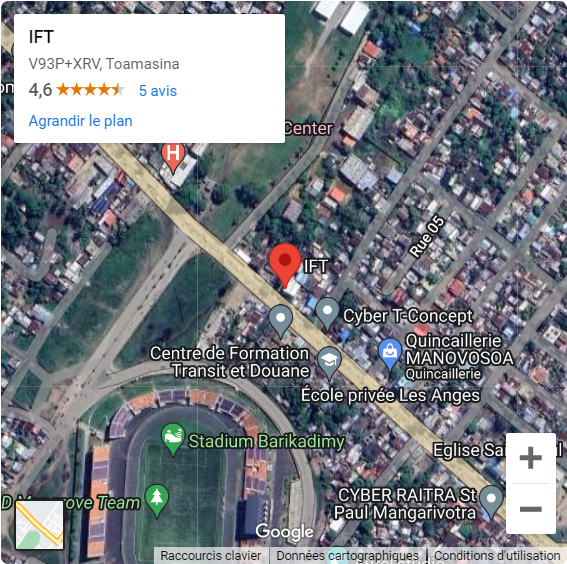 IFT
V93P+XRV, Toamasina
4,6
5 avis
Agrandir le plan
Center
H
Rue 05
IFT
Cyber T-Concept
Quincaillerie
MANOVOSOA
Quincaillerie
Centre de Formation
Transit et Douane
École privée Les Anges
Stadium Barikadimy
Eglise
CYBER RAITRA St
Paul Mangarivotra
Team
Google
Raccourcis clavier
Données cartographiques
Conditions d'utilisation